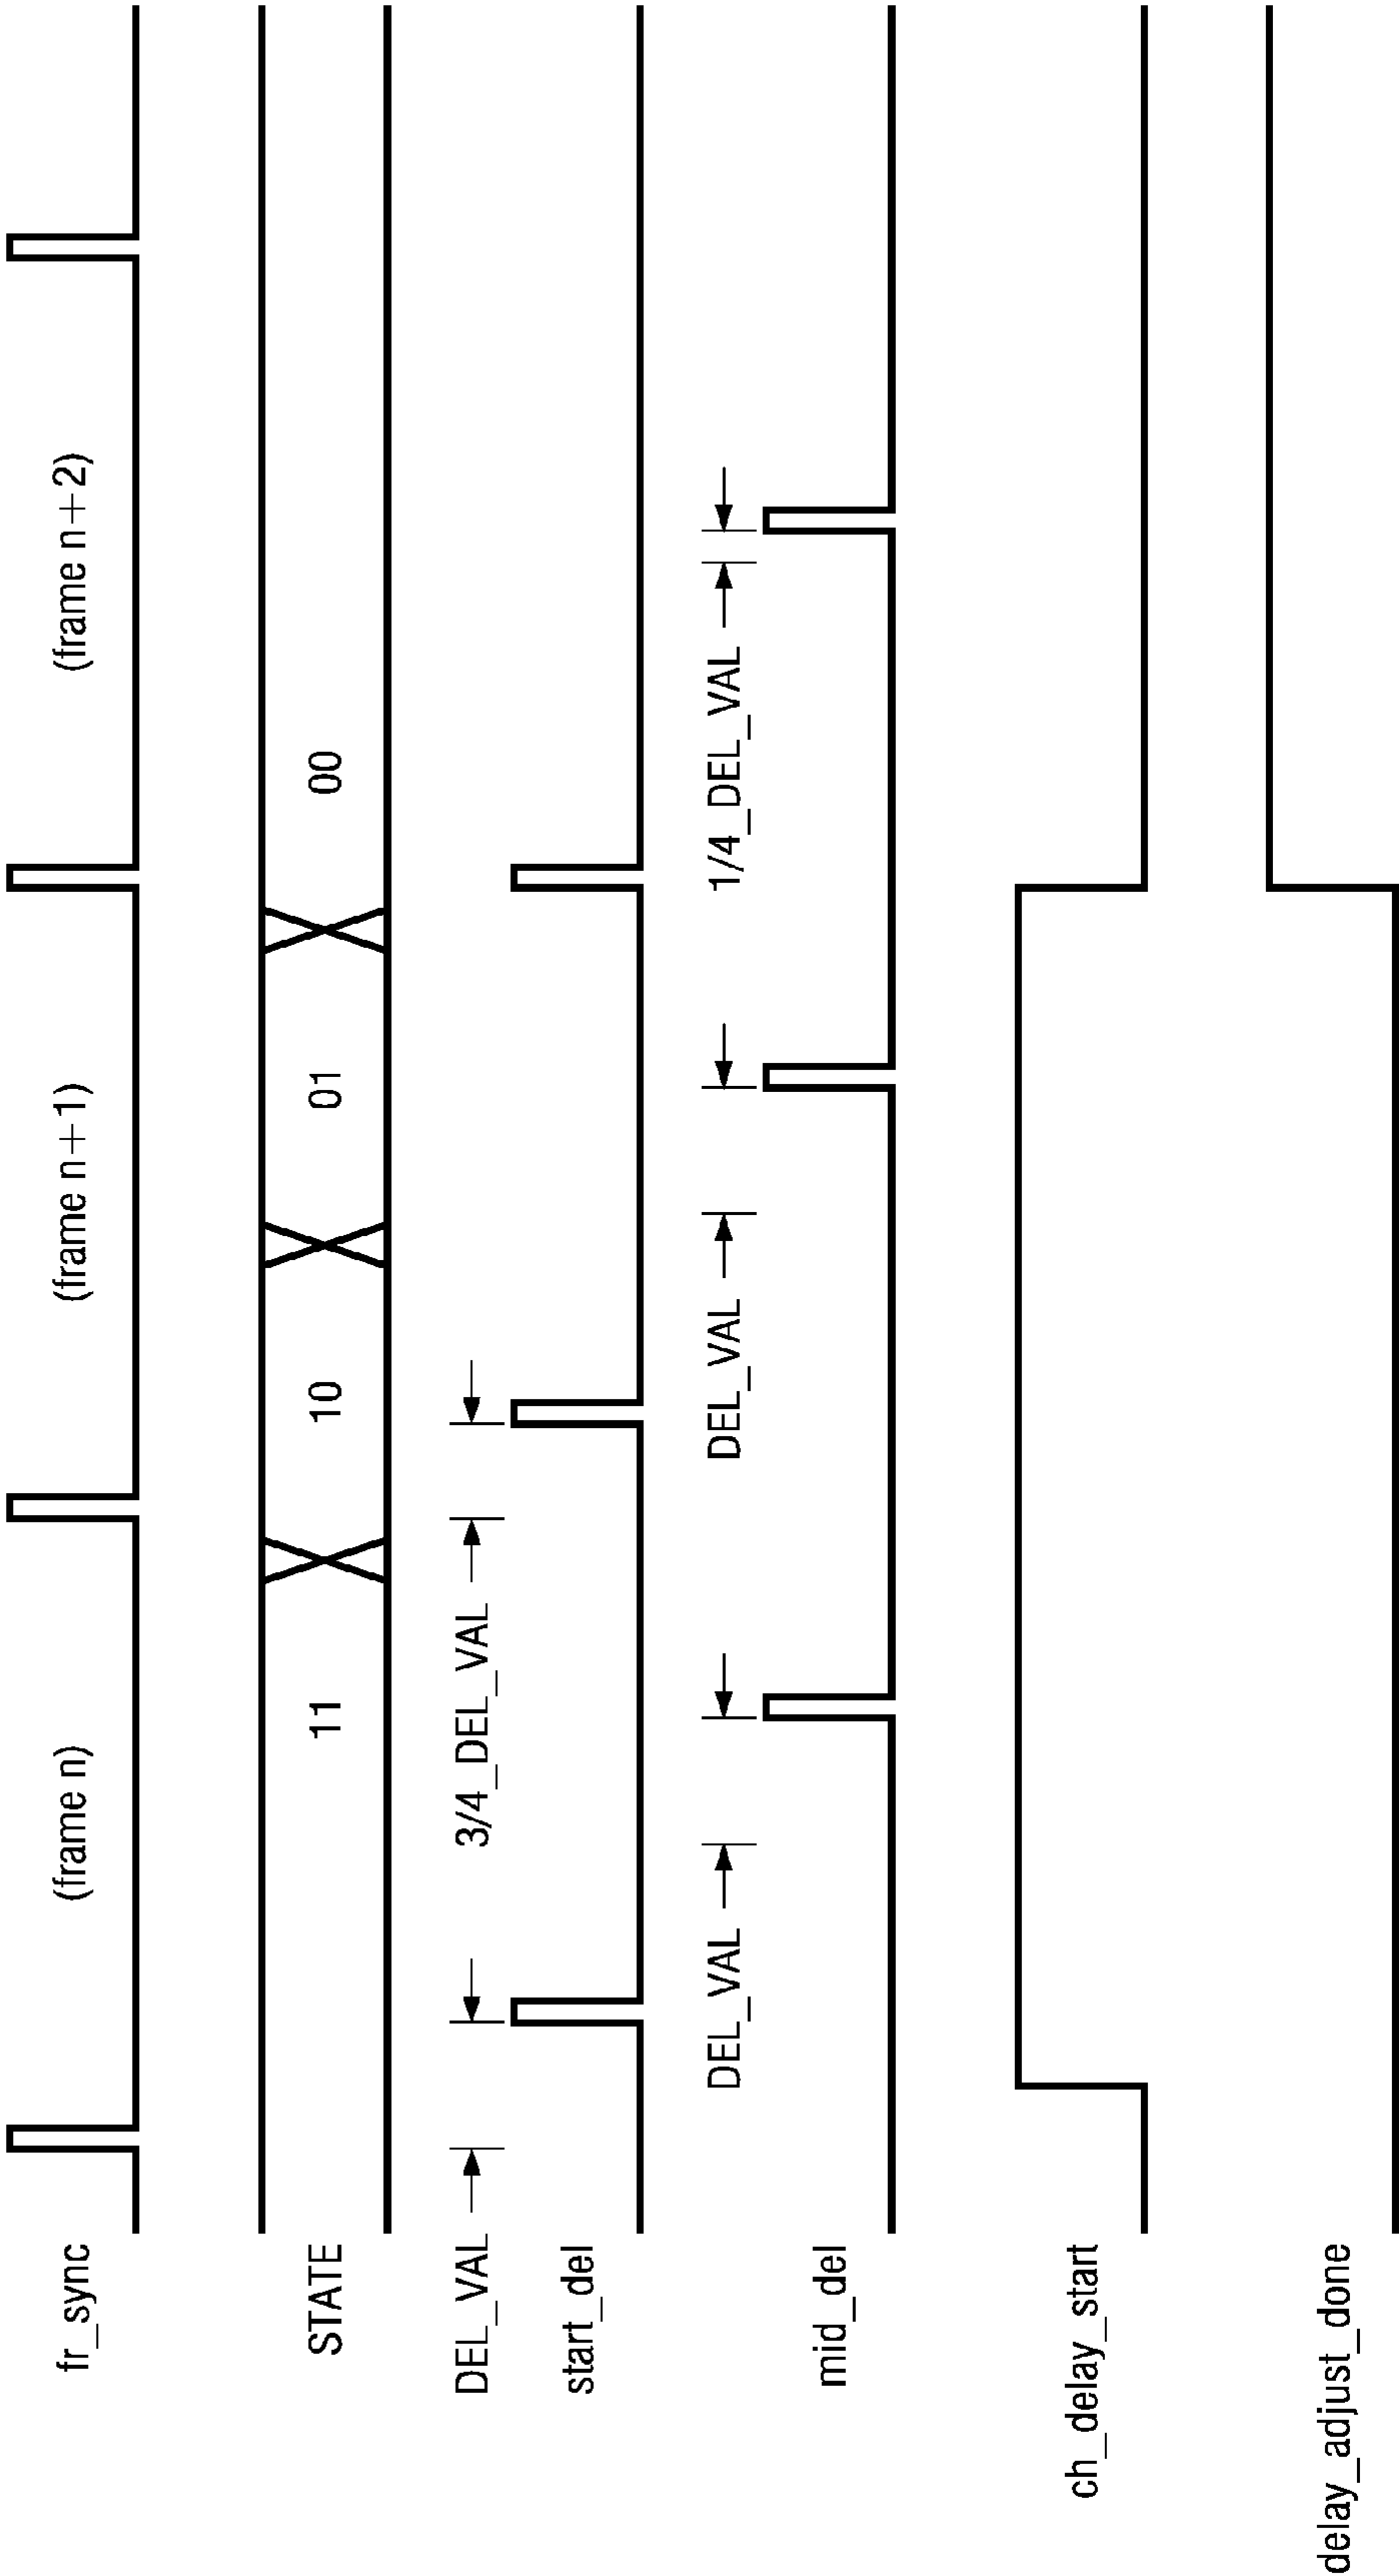 fr_sync
(frame n)
(frame n+1)
(frame n+2)
STATE
11
10
01
00
DEL_VAL
3/4_DEL_VAL
start_del
DEL_VAL
DEL_VAL
1/4_DEL_VAL
mid_del
ch_delay_start
delay_adjust_done